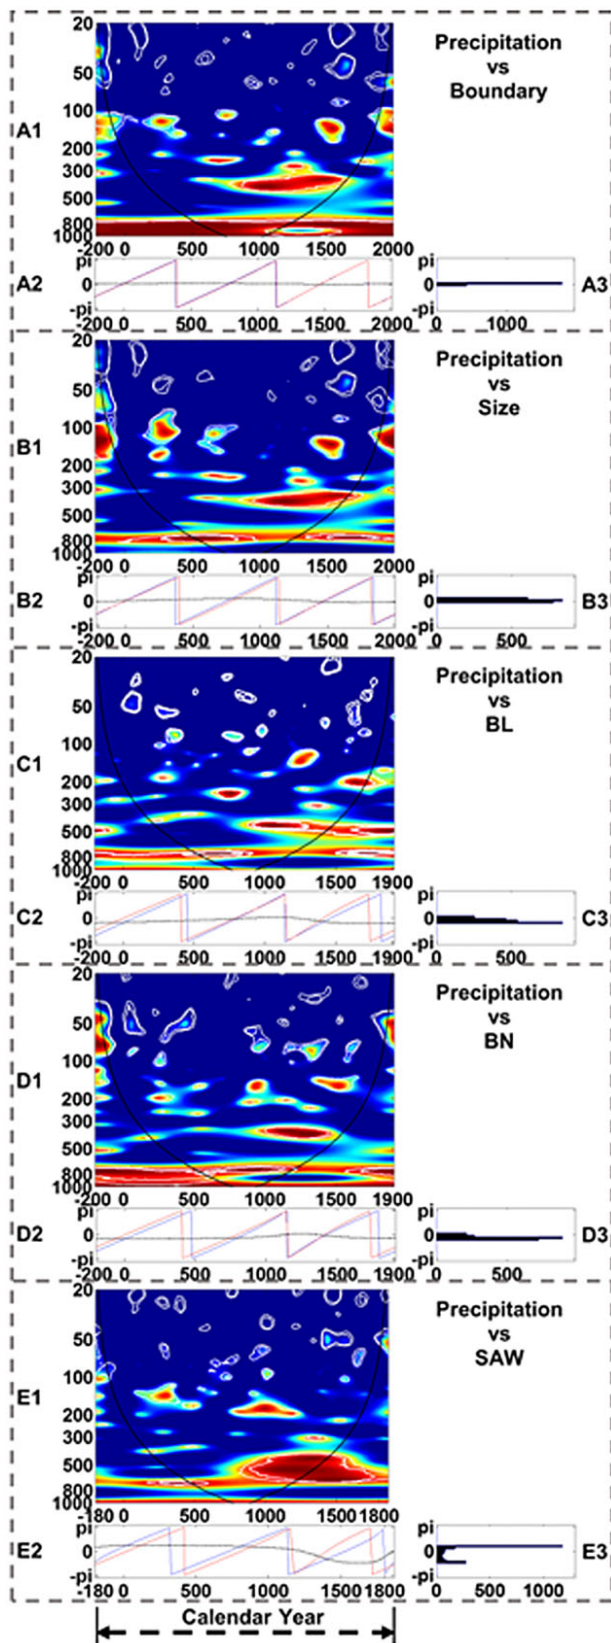 20
50
100
200
300
500
800
1000
A1
Precipitation
vs
Boundary
-200 0 500 1000 1500 2000
pi
0
-pi
A2
-200 0 500 1000 1500 2000
A3
0 1000
20
50
100
200
300
500
800
1000
B1
Precipitation
vs
Size
-200 0 500 1000 1500 2000
pi
0
-pi
B2
-200 0 500 1000 1500 2000
pi
0
-pi
B3
0 500
20
50
100
200
300
500
800
1000
C1
Precipitation
vs
BL
-200 0 500 1000 1500 1900
pi
0
-pi
C2
-200 0 500 1000 1500 1900
pi
0
-pi
C3
0 500
20
50
100
200
300
500
800
1000
D1
Precipitation
vs
BN
-200 0 500 1000 1500 1900
pi
0
-pi
D2
-200 0 500 1000 1500 1900
pi
0
-pi
D3
0 500
20
50
100
200
300
500
800
1000
E1
Precipitation
vs
SAW
-180 0 500 1000 1500 1800
pi
0
-pi
E2
-180 0 500 1000 1500 1800
pi
0
-pi
E3
0 500 1000
Calendar Year